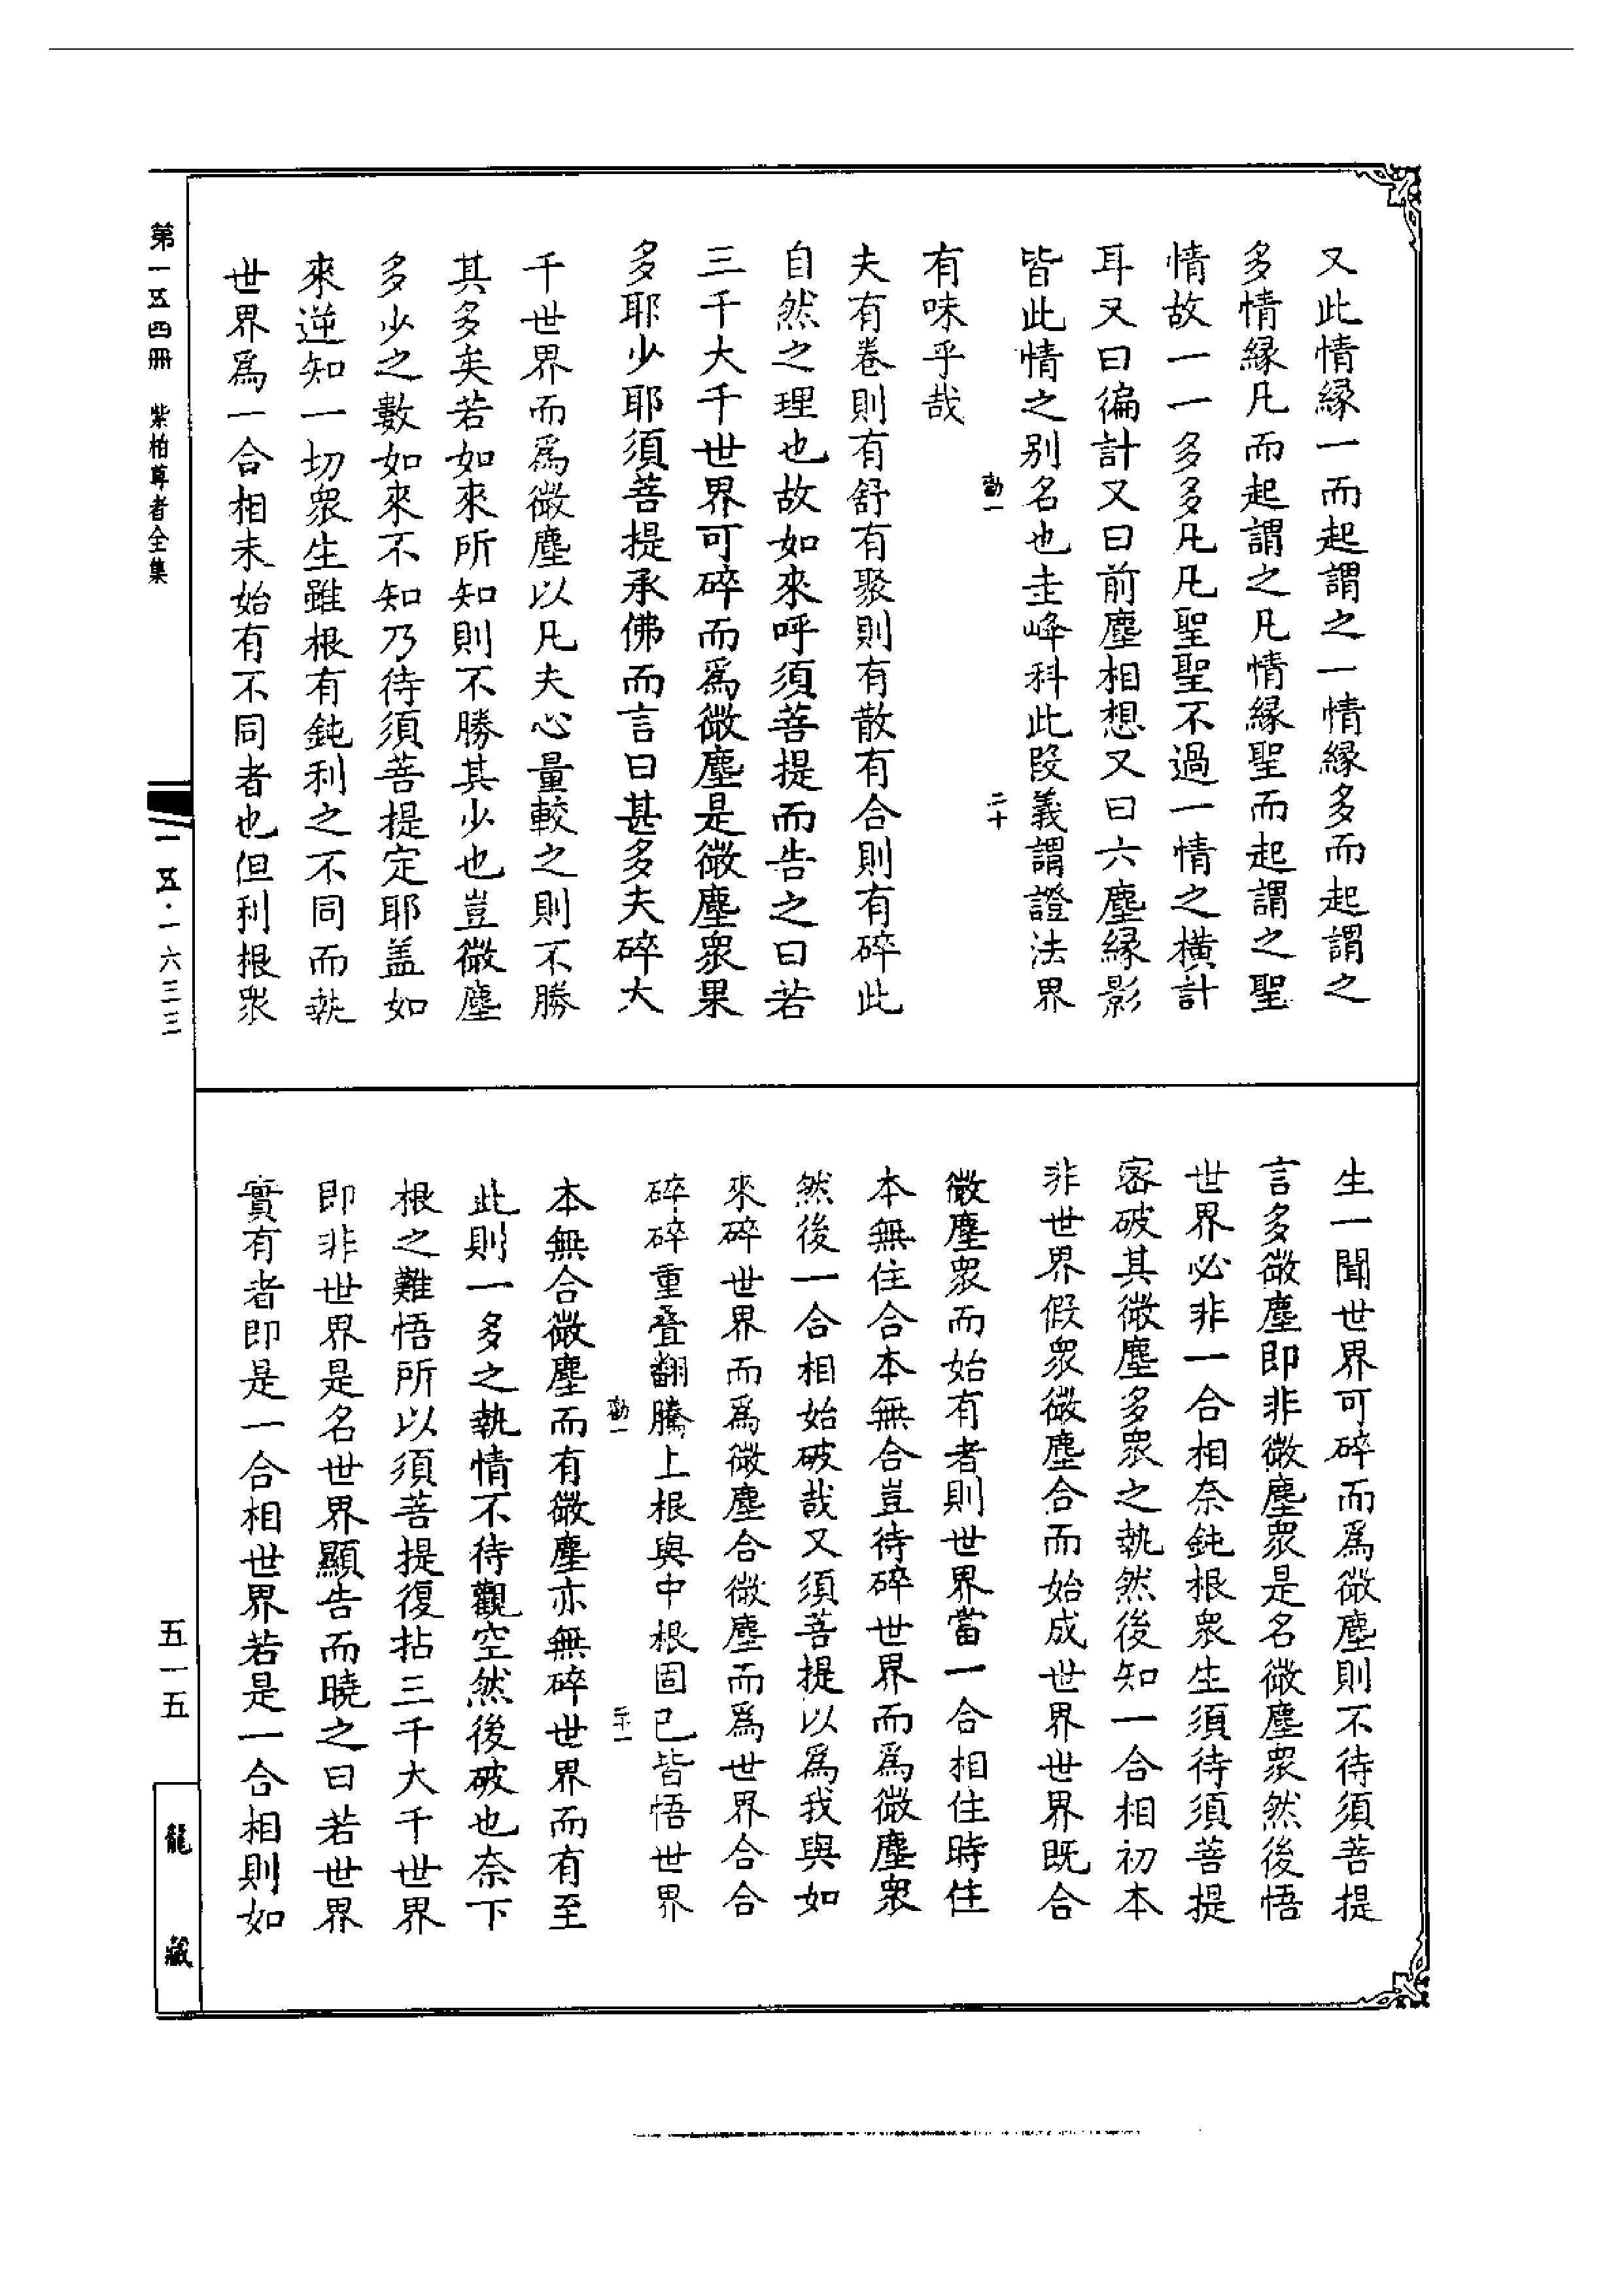 又此情緣一而起謂之一情緣多而起謂之
多情緣凡而起謂之凡情緣聖而起謂之聖
情故一一多多凡凡聖聖不過一情之橫計
耳又曰徧計又曰前塵相想又曰六塵緣影
皆此情之別名也圭峰科此段義謂證法界
勤一
二十
有味乎哉
夫有卷則有舒有聚則有散有合則有碎此
自然之理也故如來呼須菩提而告之曰若
三千大千世界可碎而爲微塵是微塵衆果
多耶少耶須菩提承佛而言曰甚多夫碎大
千世界而爲微塵以凡夫心量較之則不勝
其多矣若如來所知則不勝其少也豈微塵
多少之數如來不知乃待須菩提定耶盖如
來逆知一切衆生雖根有鈍利之不同而執
世界爲一合相未始有不同者也但利根衆
生一聞世界可碎而爲微塵則不待須菩提
言多微塵即非微塵衆是名微塵衆然後悟
世界必非一合相奈鈍根衆生須待須菩提
密破其微塵多衆之執然後知一合相初本
非世界假衆微塵合而始成世界世界既合
微塵衆而始有者則世界當一合相住時住
本無住合本無合豈待碎世界而爲微塵衆
然後一合相始破哉又須菩提以爲我與如
來碎世界而爲微塵合微塵而爲世界合合
碎碎重疊翻騰上根與中根固已皆悟世界
勤一
二十一
本無合微塵而有微塵亦無碎世界而有至
此則一多之執情不待觀空然後破也奈下
根之難悟所以須菩提復拈三千大千世界
即非世界是名世界顯告而曉之曰若世界
實有者即是一合相世界若是一合相則如
第一五四冊 紫柏尊者全集
一五·一六三三
五一五
龍藏